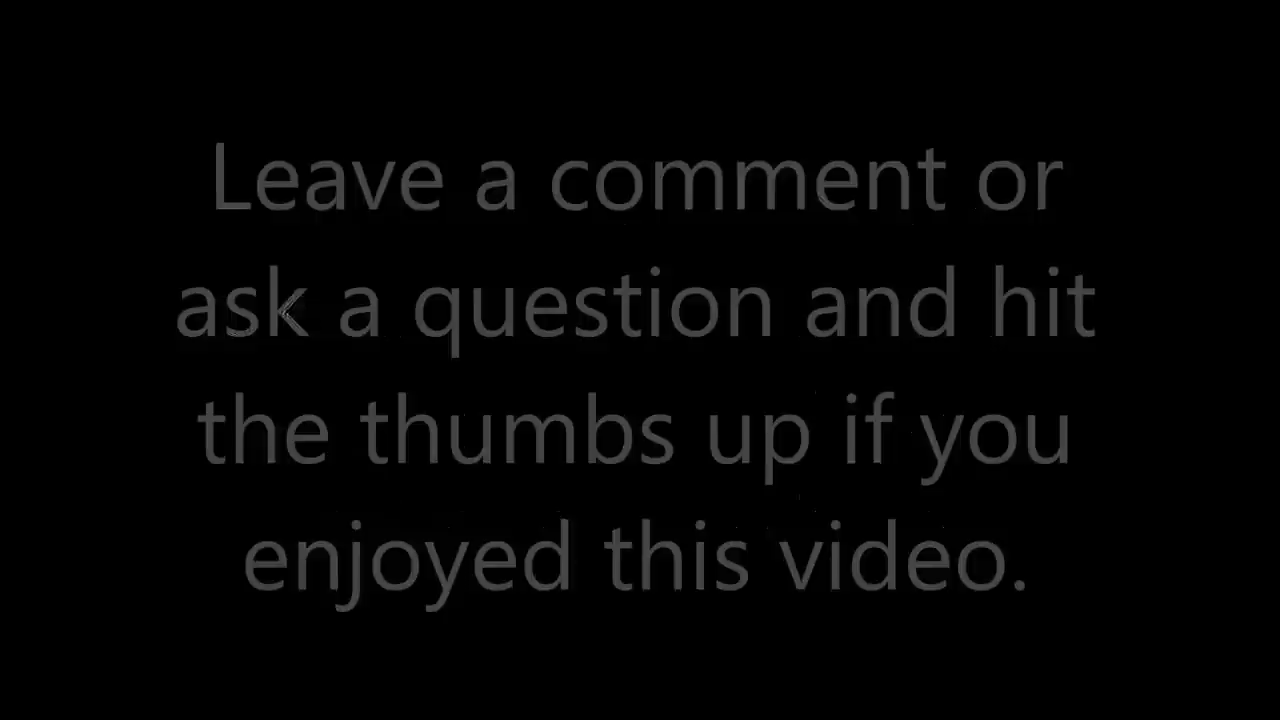 Leave a comment or
ask a question and hit
the thumbs up if you
enjoyed this video.